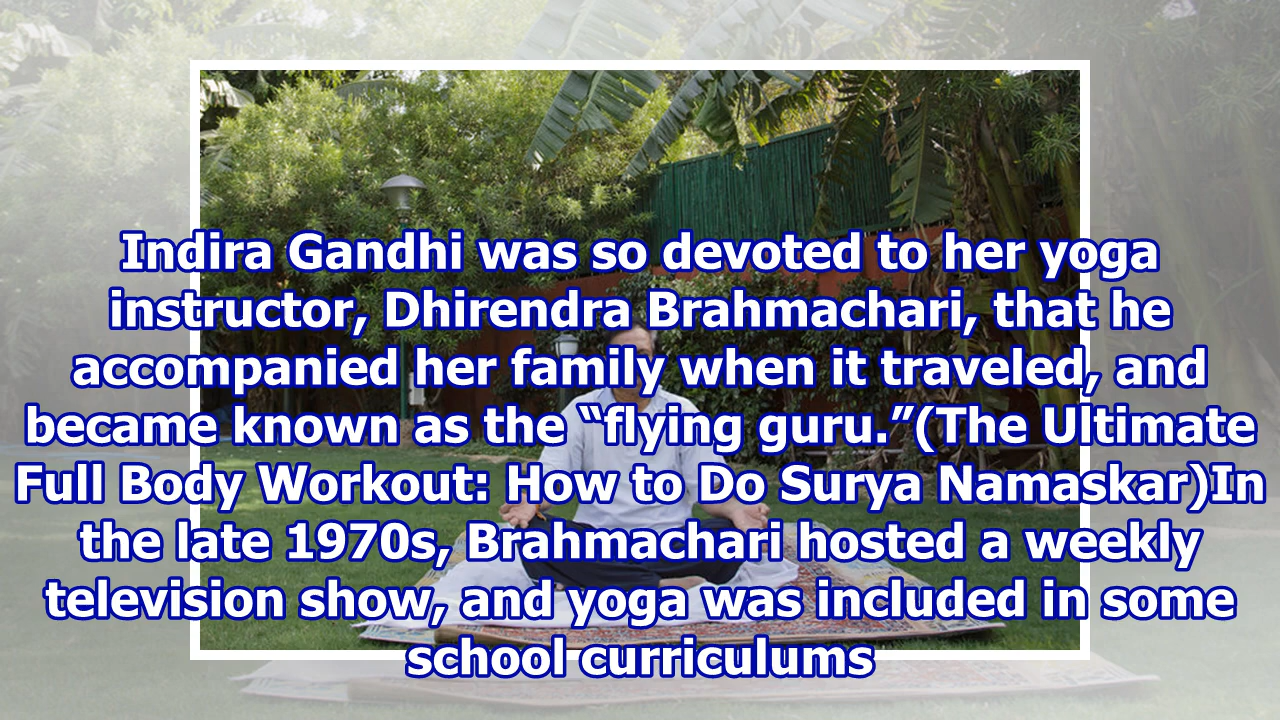 Indira Gandhi was so devoted to her yoga
instructor, Dhirendra Brahmachari, that he
accompanied her family when it traveled, and
became known as the “flying guru.”(The Ultimate
Full Body Workout: How to Do Surya Namaskar)In
the late 1970s, Brahmachari hosted a weekly
television show, and yoga was included in some
school curriculums